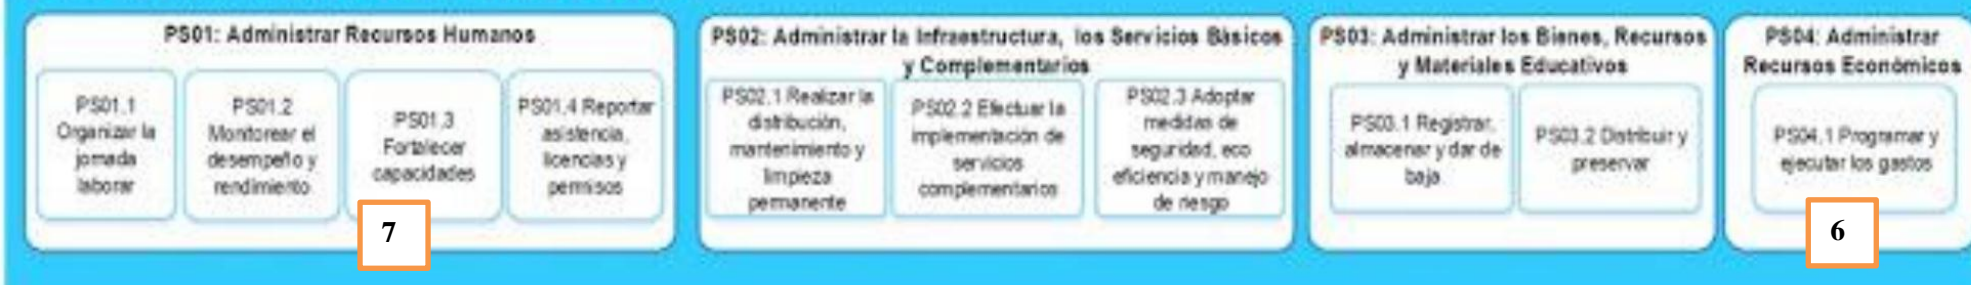 PS01: Administrar Recursos Humanos
PS01.1
Organizar la
jornada
laborar
PS01.2
Monitorear el
desempeño y
rendimiento
PS01.3
Fortalecer
capacidades
PS01.4 Reportar
asistencia,
licencias y
permisos
7
PS02: Administrar la Infraestructura, los Servicios Básicos
y Complementarios
PS02.1 Realizar la
distribución,
mantenimiento y
limpieza
permanente
PS02.2 Efectuar la
implementación de
servicios
complementarios
PS02.3 Adoptar
medidas de
seguridad, eco
eficiencia y manejo
de riesgo
PS03: Administrar los Bienes, Recursos
y Materiales Educativos
PS03.1 Registrar,
almacenar y dar de
baja
PS03.2 Distribuir y
preservar
PS04: Administrar
Recursos Económicos
PS04.1 Programar y
ejecutar los gastos
6